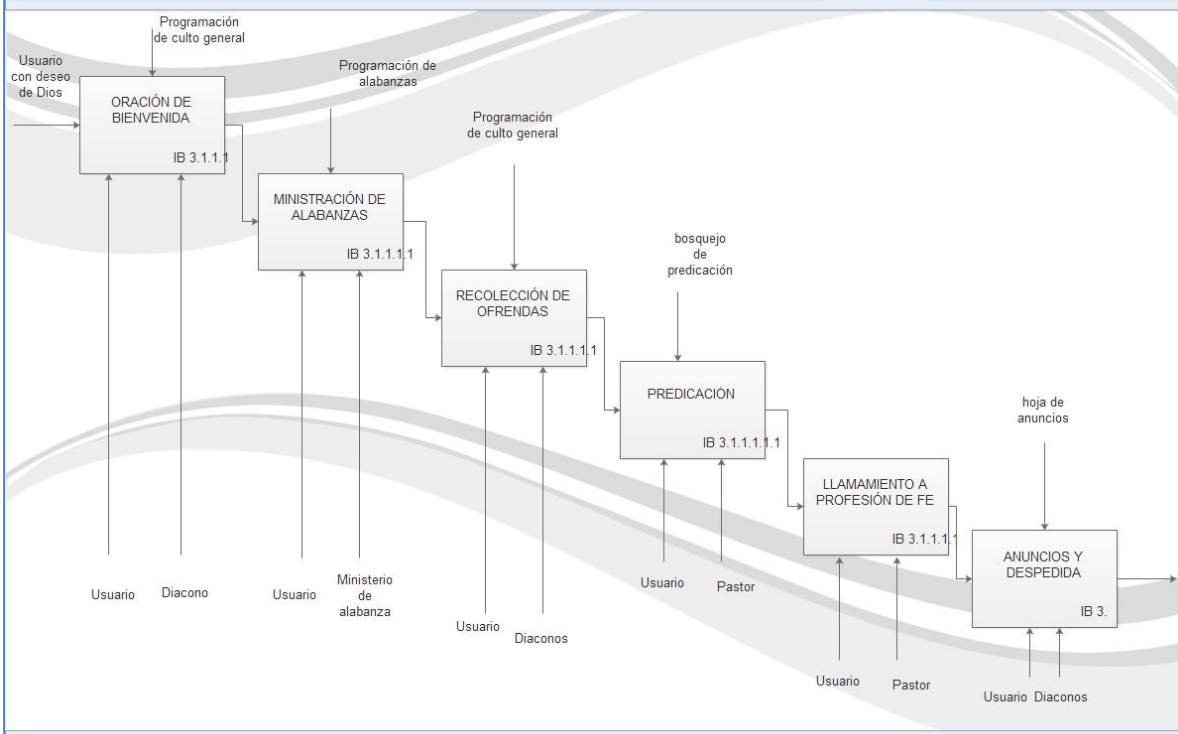 Programación
de culto general
Usuario
con deseo
de Dios
ORACIÓN DE
BIENVENIDA
IB 3.1.1.1
Usuario
Diacono
Programación de
alabanzas
MINISTRACIÓN DE
ALABANZAS
IB 3.1.1.1.1
Usuario
Ministerio
de
alabanza
Programación
de culto general
RECOLECCIÓN DE
OFRENDAS
IB 3.1.1.1.1
Usuario
Diaconos
bosquejo
de
predicación
PREDICACIÓN
IB 3.1.1.1.1.1
Usuario
Pastor
LLAMAMIENTO A
PROFESIÓN DE FE
IB 3.1.1.1.1
Usuario
Pastor
hoja de
anuncios
ANUNCIOS Y
DESPEDIDA
IB 3.
Usuario Diaconos